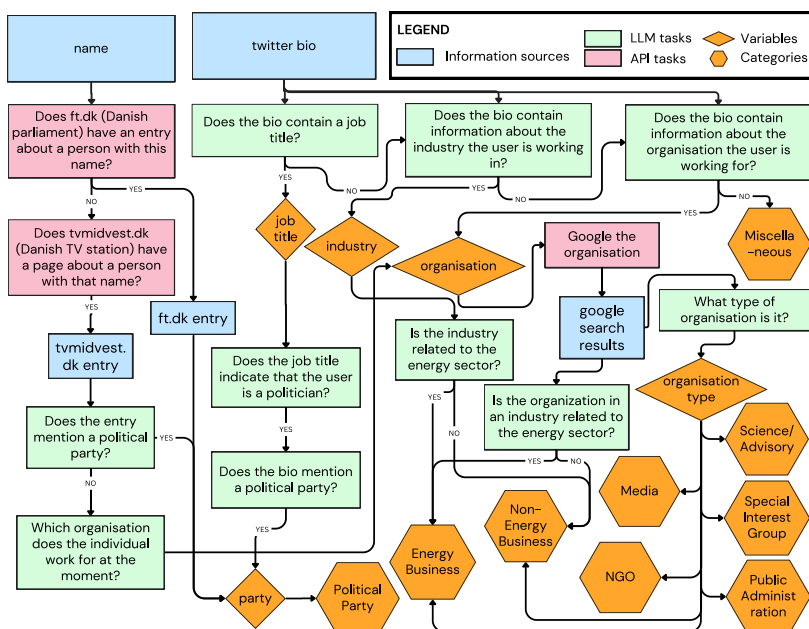 name
twitter bio
LEGEND
Information sources
LLM tasks
API tasks
Variables
Categories
Does ft.dk (Danish
parliament) have an entry
about a person with this
name?
Does the bio contain a job
title?
Does the bio contain
information about the
industry the user is working
in?
Does the bio contain
information about the
organisation the user is
working for?
YES
NO
YES
NO
YES
NO
YES
NO
Does tvmidvest.dk
(Danish TV station) have
a page about a person
with that name?
job
title
industry
organisation
Google the
organisation
Miscella
-neous
YES
ft.dk entry
tvmidvest.
dk entry
google
search
results
What type of
organisation is it?
Is the industry
related to the
energy sector?
Does the job title
indicate that the user
is a politician?
Is the organization in
an industry related to
the energy sector?
organisation
type
Does the entry
mention a political
party?
YES
NO
YES
YES
NO
YES
NO
Does the bio mention
a political party?
Science/
Advisory
Media
Special
Interest
Group
Non-
Energy
Business
Which organisation
does the individual
work for at the
moment?
YES
Energy
Business
NGO
Public
Administ
ration
party
Political
Party